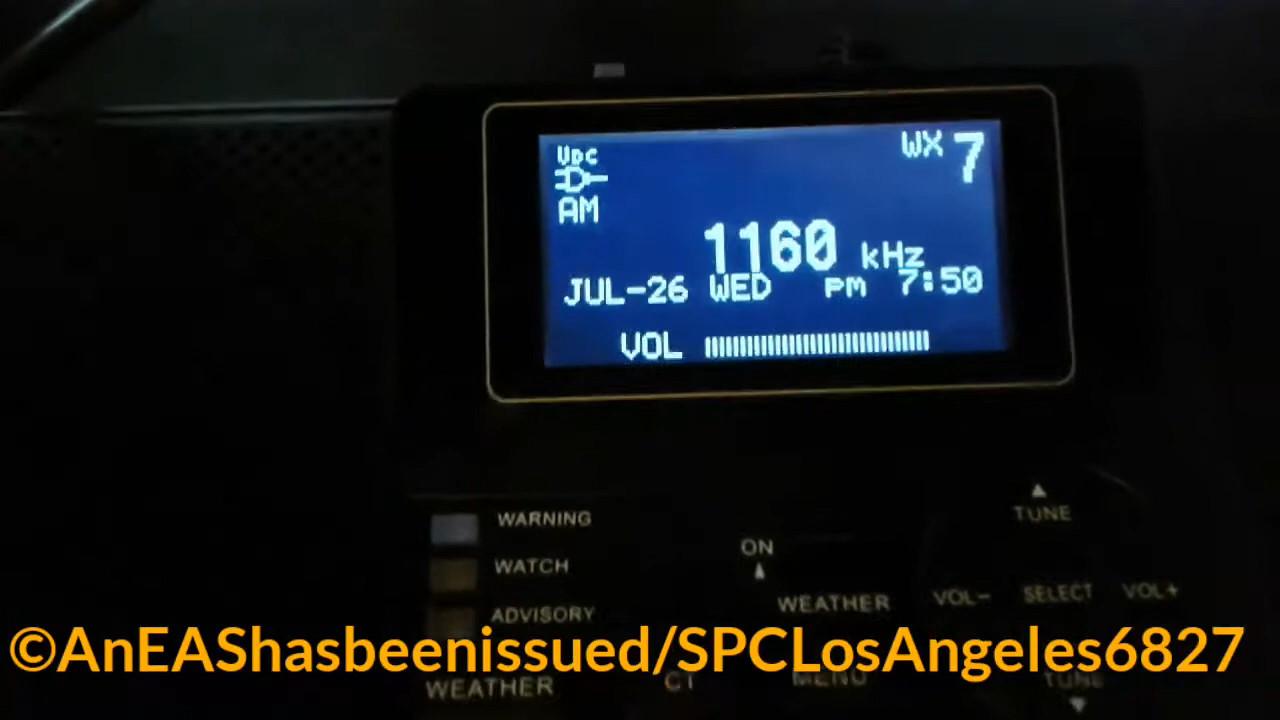 VDC
WX 7
AM
1160 kHz
JUL-26 WED PM 7:50
VOL
WARNING
ON
TUNE
WATCH
WEATHER
VOL- SELECT VOL+
ADVISORY
©AnEAShasbeenissued/SPCLosAngeles6827
WEATHER
MENU
TUNE